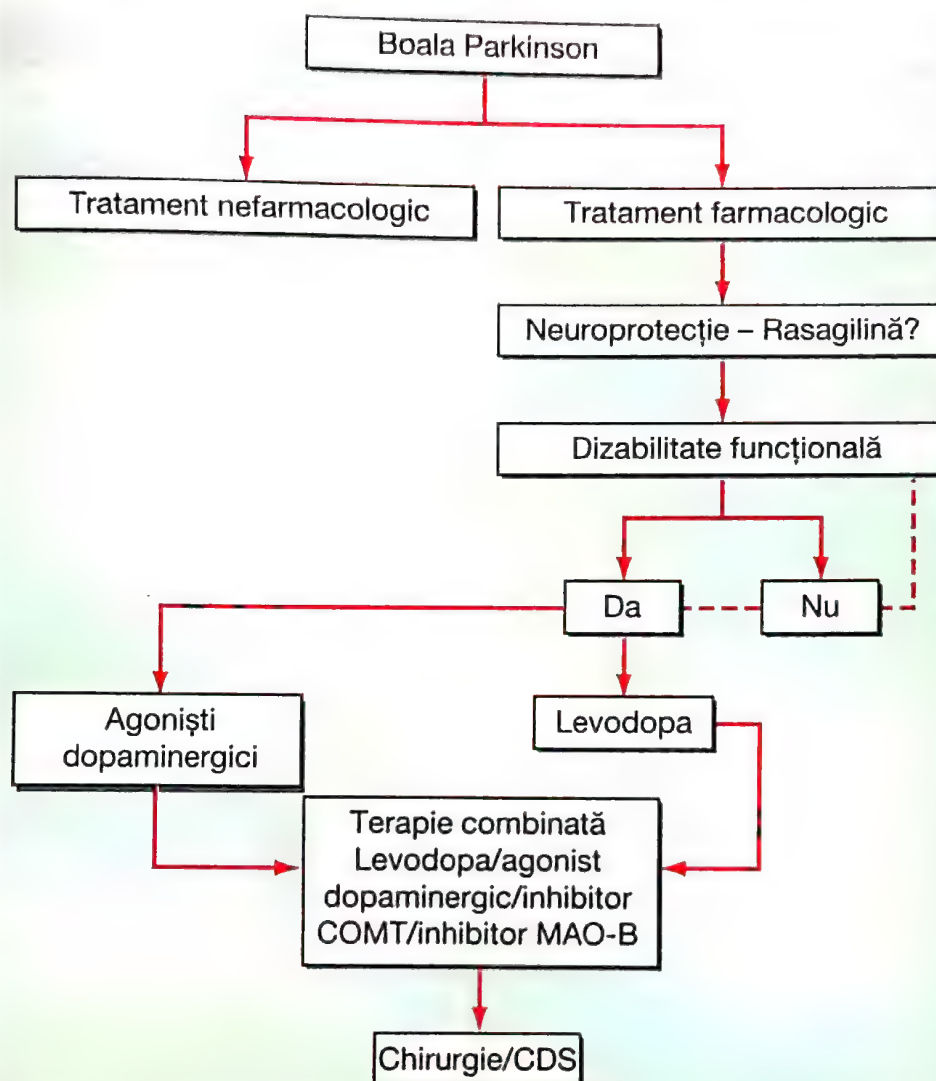 Boala Parkinson
Tratament nefarmacologic
Tratament farmacologic
Neuroprotecție – Rasagilină?
Dizabilitate funcțională
Da
Nu
Agoniști
dopaminergici
Levodopa
Terapie combinată
Levodopa/agonist
dopaminergic/inhibitor
COMT/inhibitor MAO-B
Chirurgie/CDS